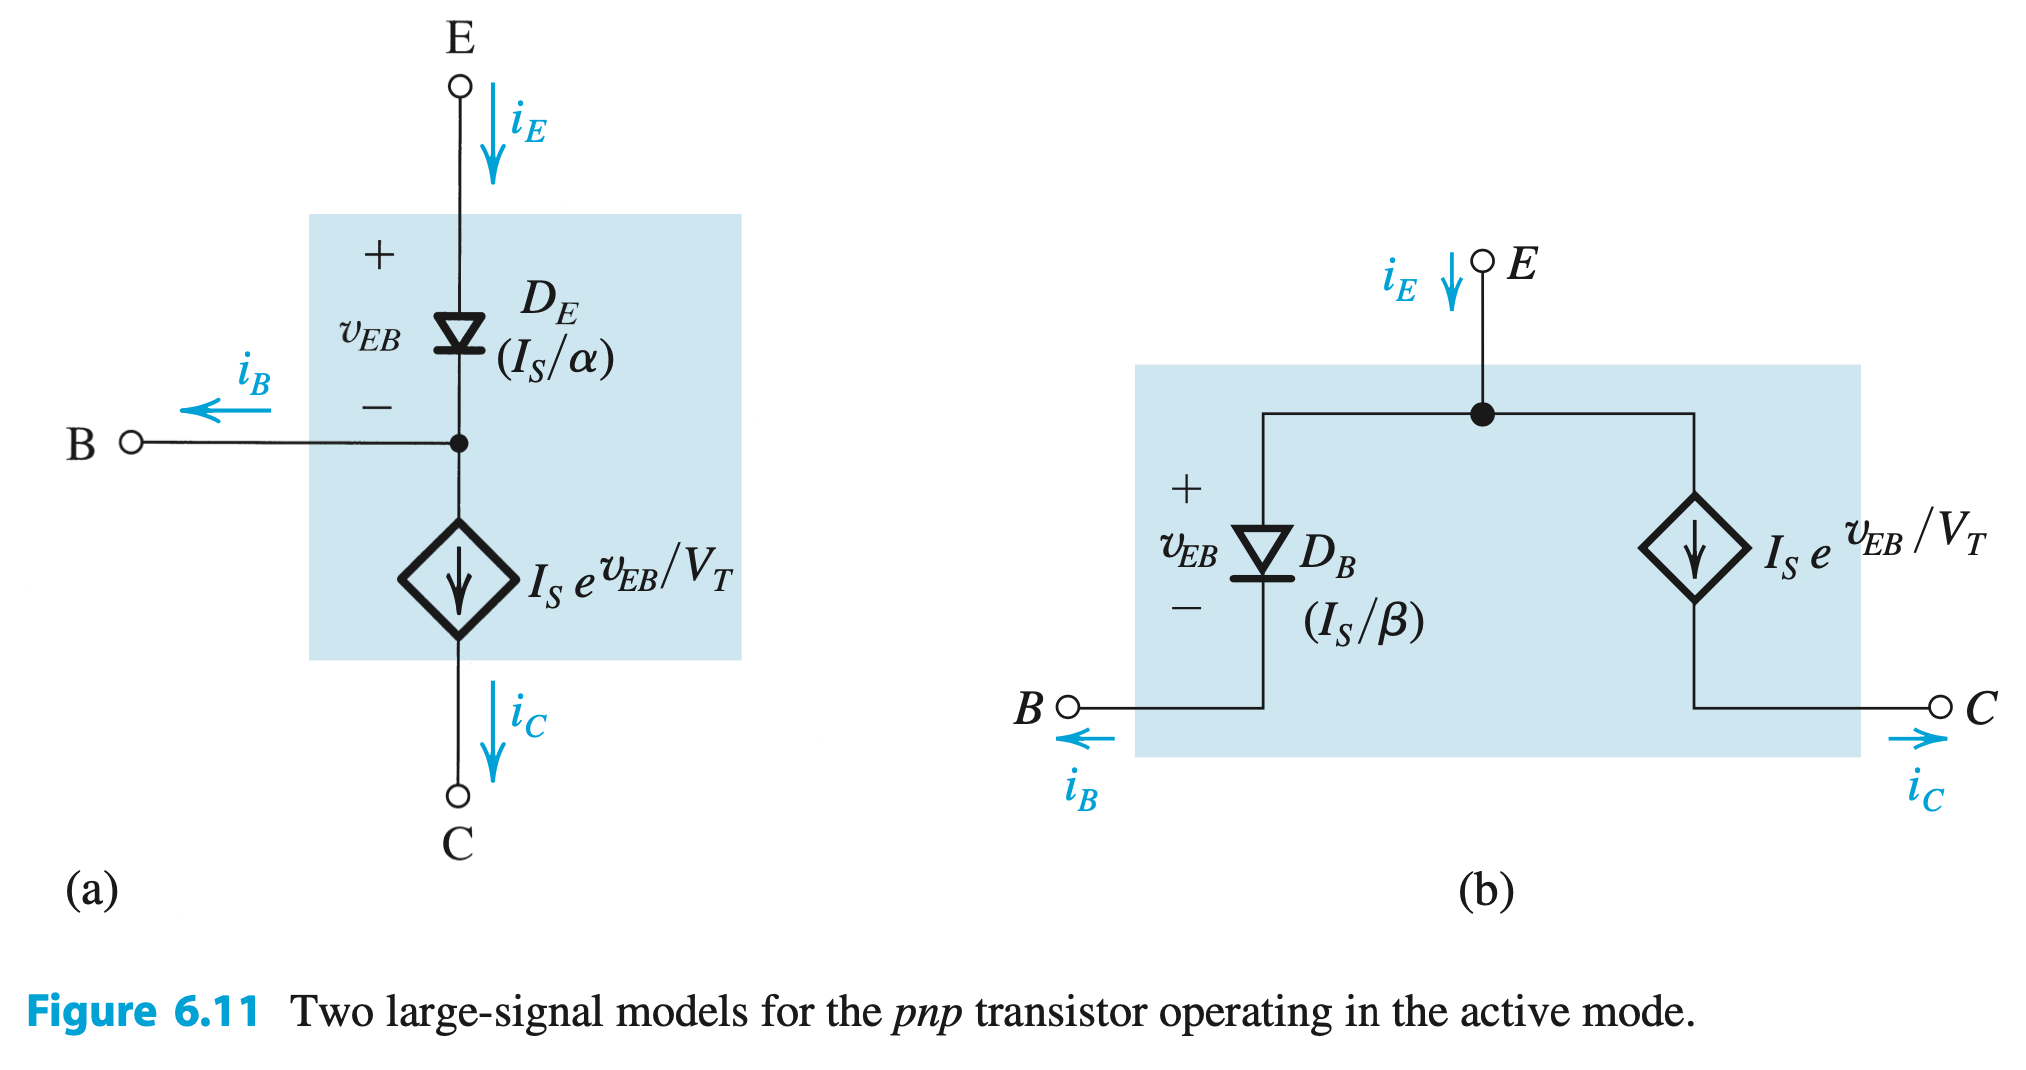 E
i_E
+
v_EB
−
D_E
(I_S/α)
i_B
B
I_S e^{v_EB/V_T}
i_C
C
(a)
i_E
E
+
v_EB
−
D_B
(I_S/β)
I_S e^{v_EB/V_T}
B
i_B
C
i_C
(b)
Figure 6.11 Two large-signal models for the pnp transistor operating in the active mode.